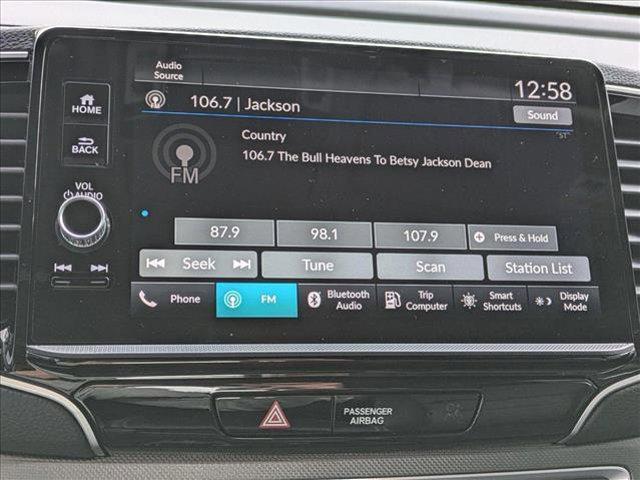 Audio
Source
12:58
106.7 | Jackson
Sound
HOME
BACK
Country
"ST"
106.7 The Bull Heavens To Betsy Jackson Dean
FM
VOL
AUDIO
87.9
98.1
107.9
Press & Hold
Seek
Tune
Scan
Station List
Phone
FM
Bluetooth
Audio
Trip
Computer
Smart
Shortcuts
Display
Mode
PASSENGER
AIRBAG